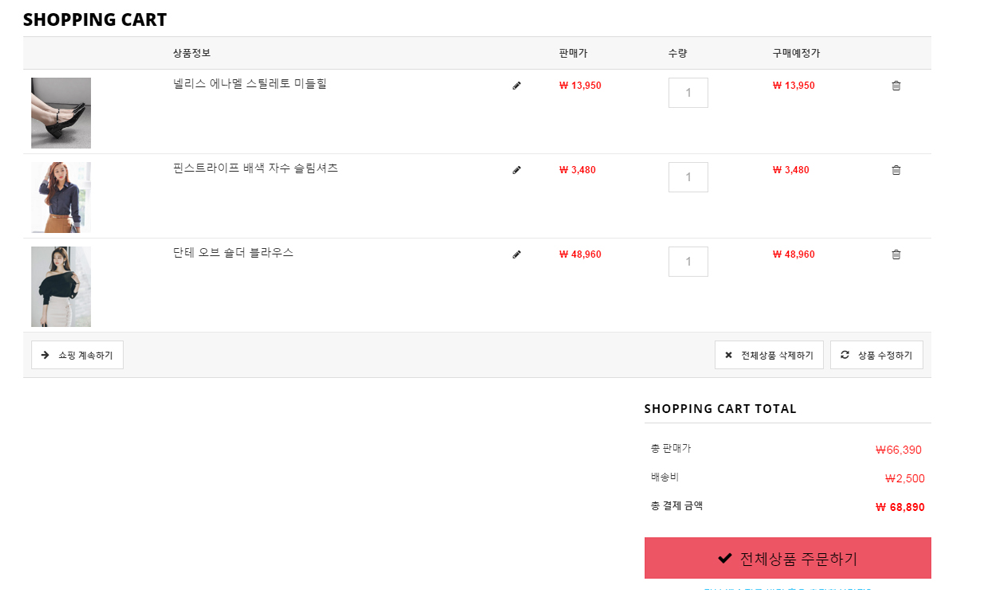 SHOPPING CART
상품정보 판매가 수량 구매예정가
넬리스 에나멜 스틸레토 미들힐 ₩ 13,950 1 ₩ 13,950
핀스트라이프 배색 자수 슬림셔츠 ₩ 3,480 1 ₩ 3,480
단테 오브 숄더 블라우스 ₩ 48,960 1 ₩ 48,960
쇼핑 계속하기 전체상품 삭제하기 상품 수정하기
SHOPPING CART TOTAL
총 판매가 ₩66,390
배송비 ₩2,500
총 결제 금액 ₩ 68,890
전체상품 주문하기